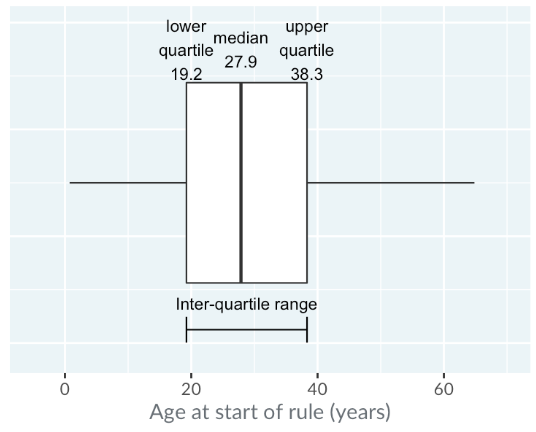 lower
quartile
19.2
median
27.9
upper
quartile
38.3
Inter-quartile range
0
20
40
60
Age at start of rule (years)